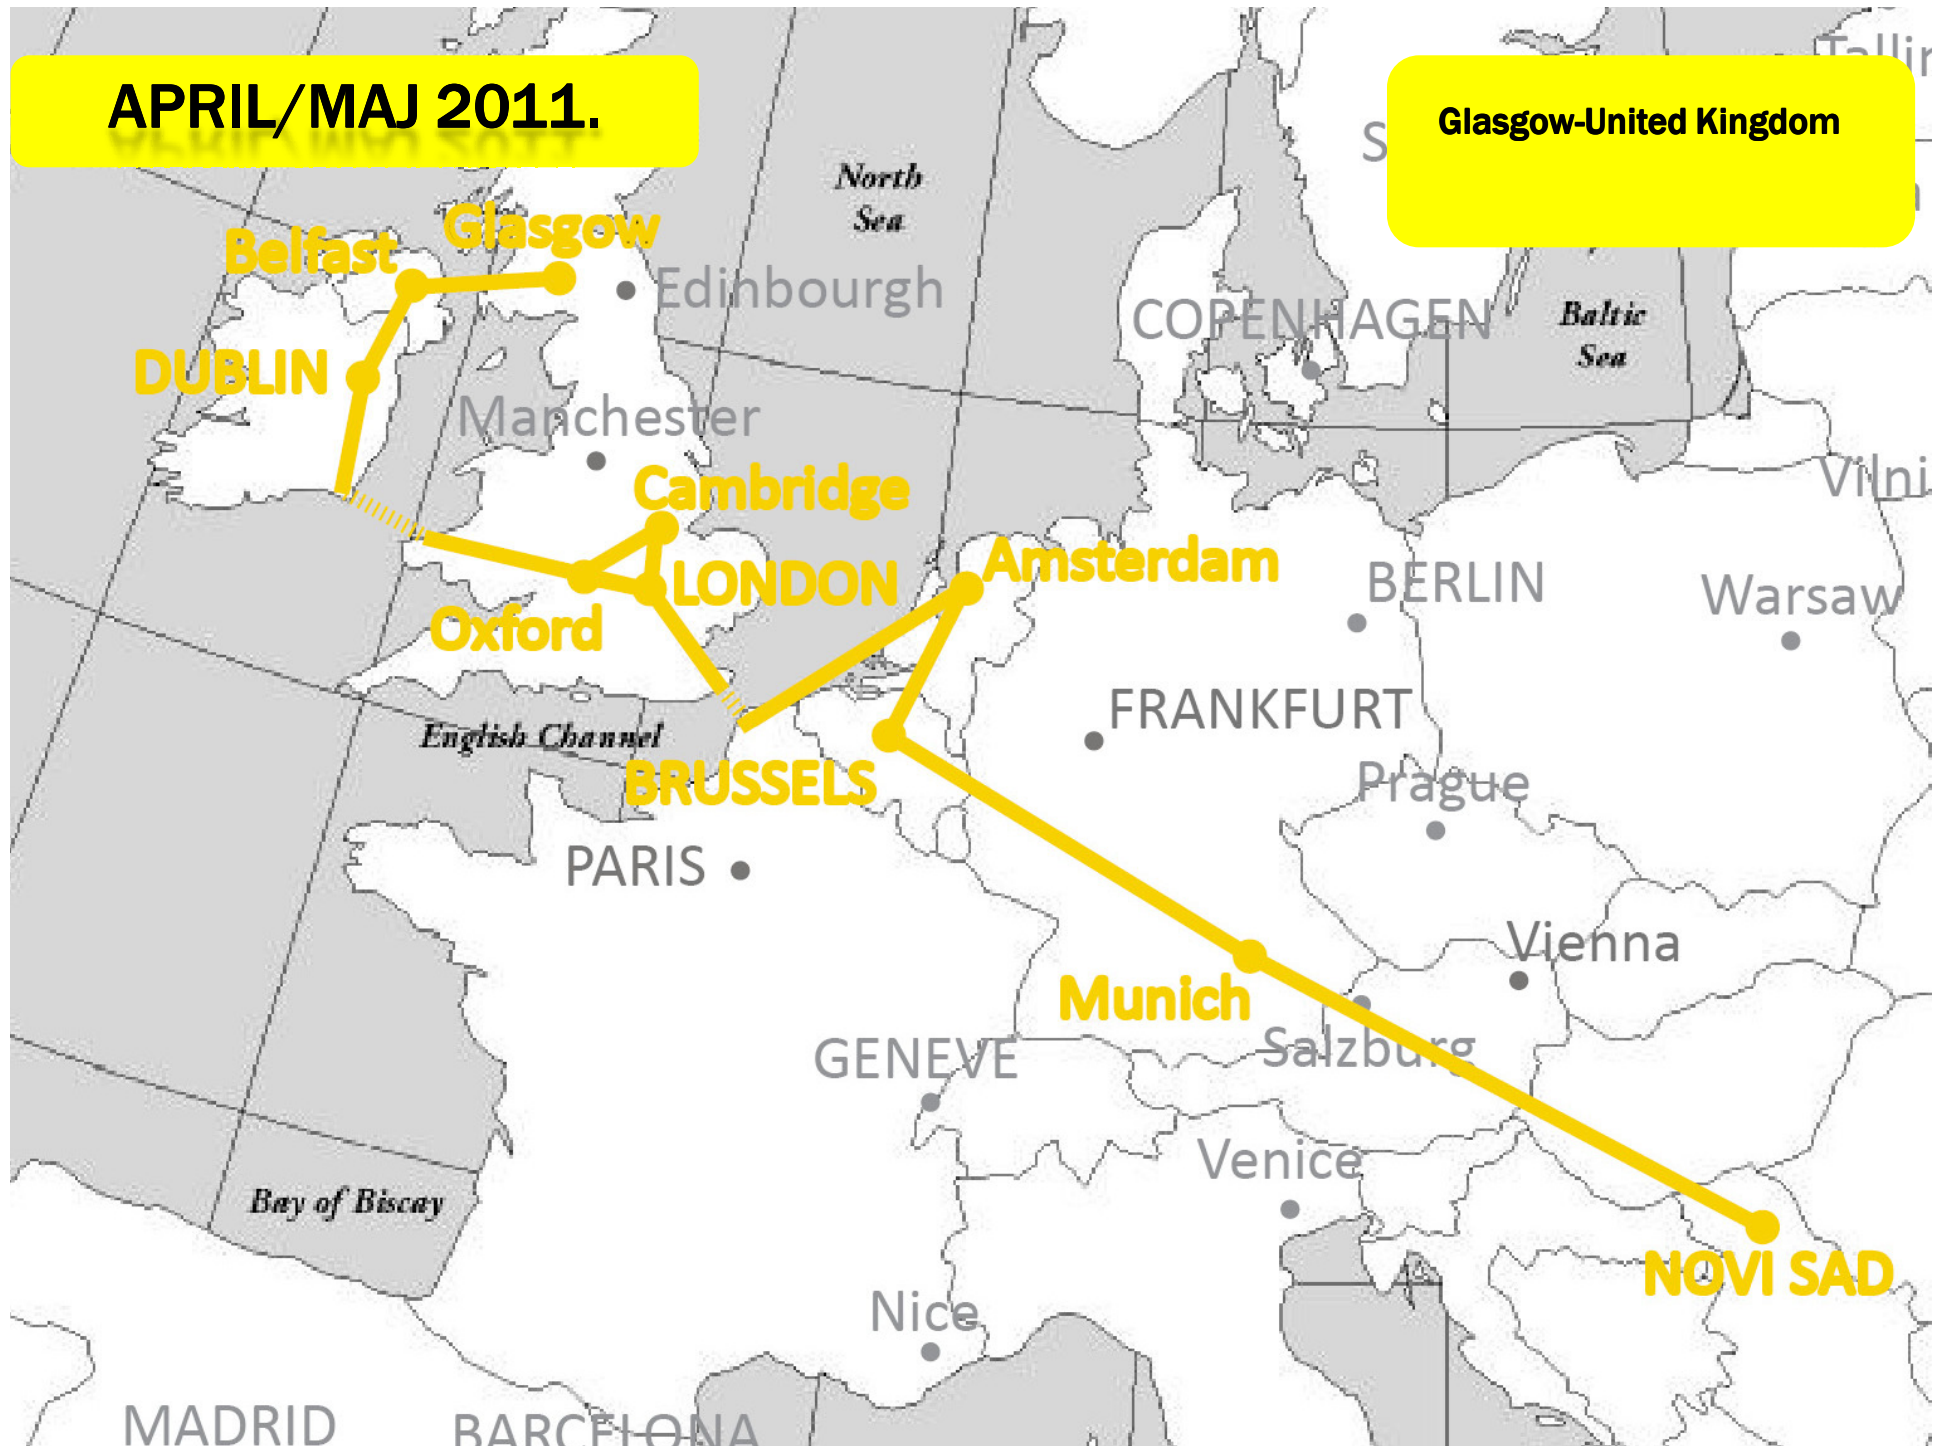 APRIL/MAJ 2011.
Glasgow-United Kingdom
North
Sea
Belfast
Glasgow
Edinbourgh
COPENHAGEN
Baltic
Sea
DUBLIN
Manchester
Cambridge
LONDON
Oxford
Amsterdam
BERLIN
Warsaw
English Channel
BRUSSELS
FRANKFURT
Prague
PARIS
Vienna
Munich
Salzburg
GENEVE
Venice
Bay of Biscay
NOVI SAD
Nice
MADRID
BARCELONA